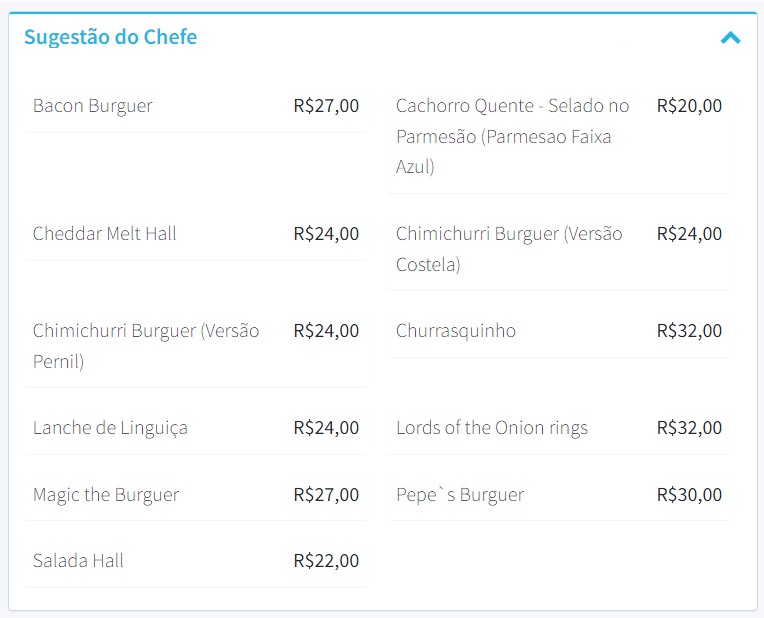 Sugestão do Chefe
Bacon Burguer R$27,00
Cachorro Quente - Selado no R$20,00
Parmesão (Parmesao Faixa
Azul)
Cheddar Melt Hall R$24,00
Chimichurri Burguer (Versão R$24,00
Costela)
Chimichurri Burguer (Versão R$24,00
Pernil)
Churrasquinho R$32,00
Lanche de Linguiça R$24,00
Lords of the Onion rings R$32,00
Magic the Burguer R$27,00
Pepe`s Burguer R$30,00
Salada Hall R$22,00